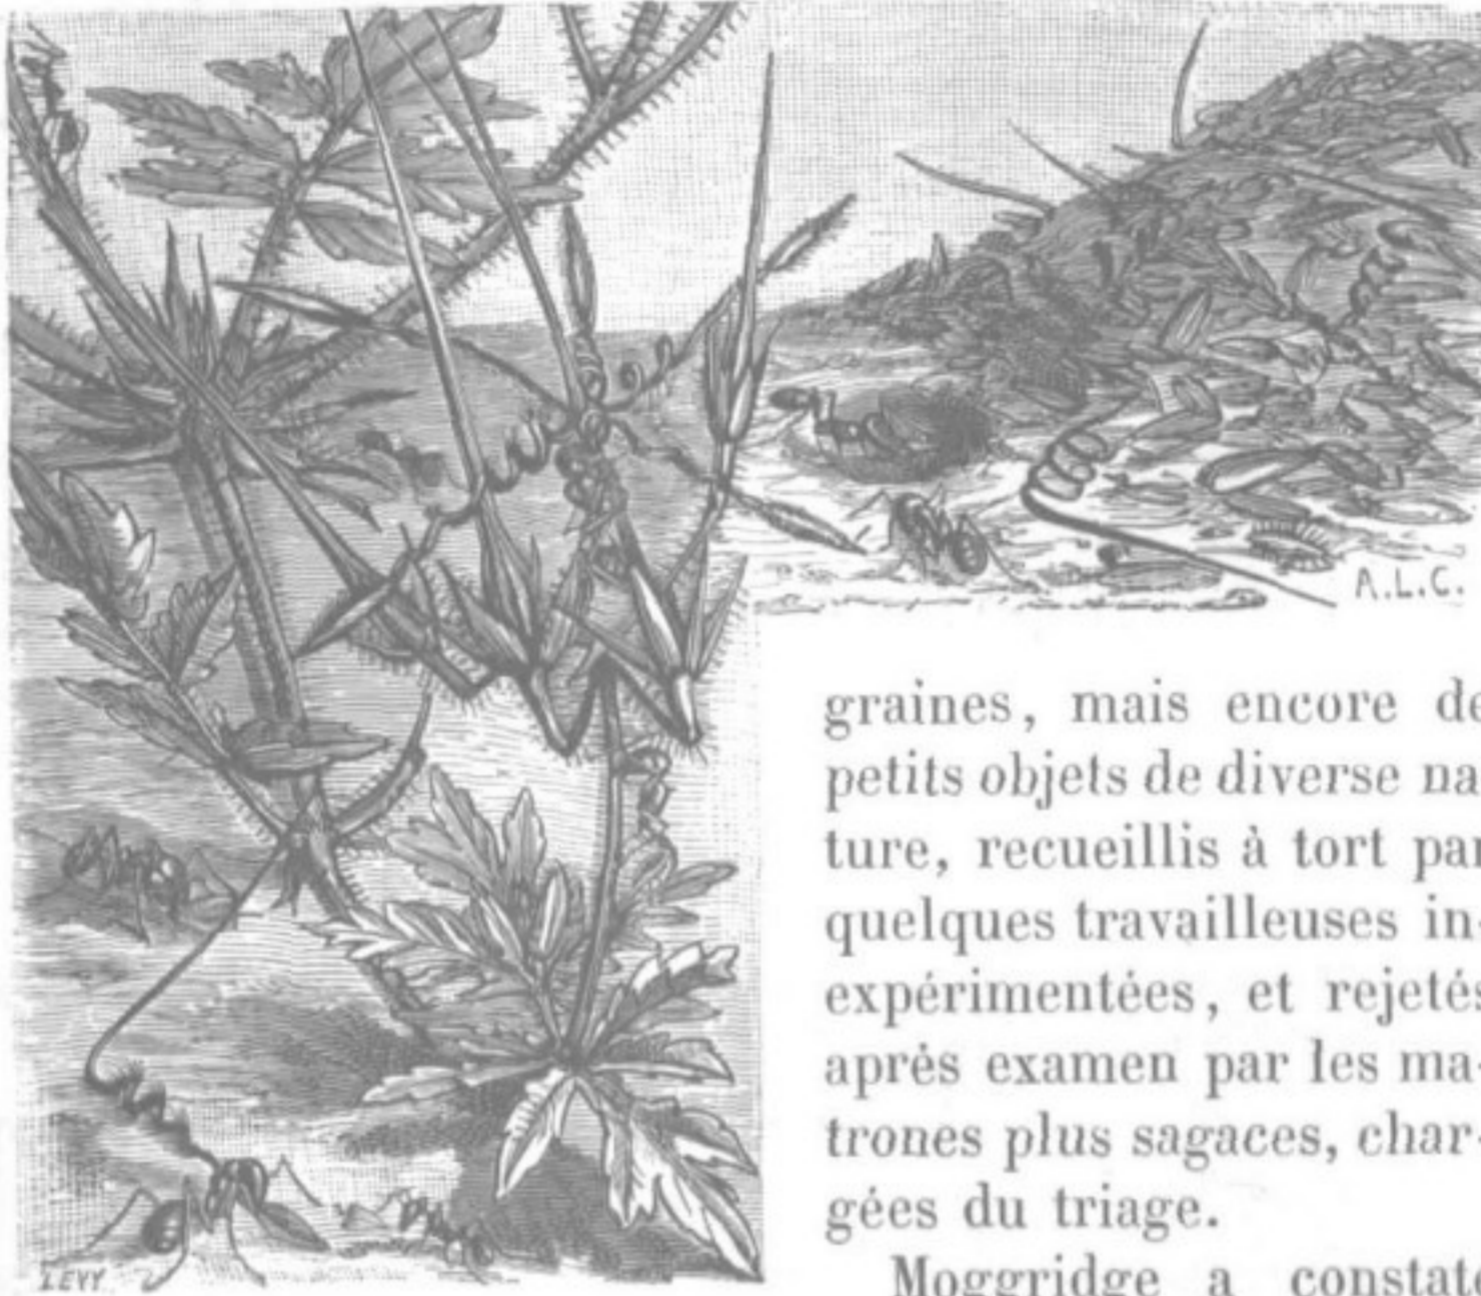 A.L.C.
graines, mais encore de
petits objets de diverse na-
ture, recueillis à tort par
quelques travailleuses in-
expérimentées, et rejetés
après examen par les ma-
trones plus sagaces, char-
gées du triage.
Moggridge a constaté
LEVY